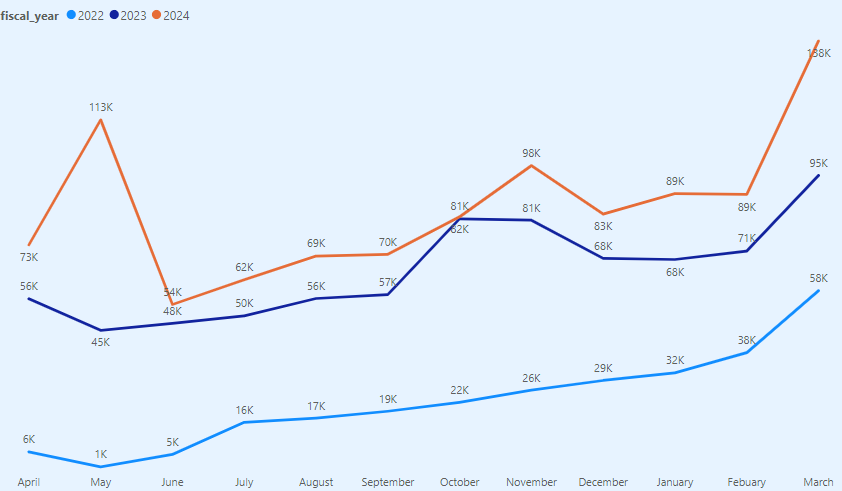 fiscal_year 2022 2023 2024
138K
113K
98K
95K
89K
89K
81K
81K
83K
82K
73K
70K
69K
68K
71K
68K
62K
58K
56K
54K
56K
57K
50K
48K
45K
38K
32K
29K
26K
22K
19K
17K
16K
6K
5K
1K
April May June July August September October November December January Febuary March